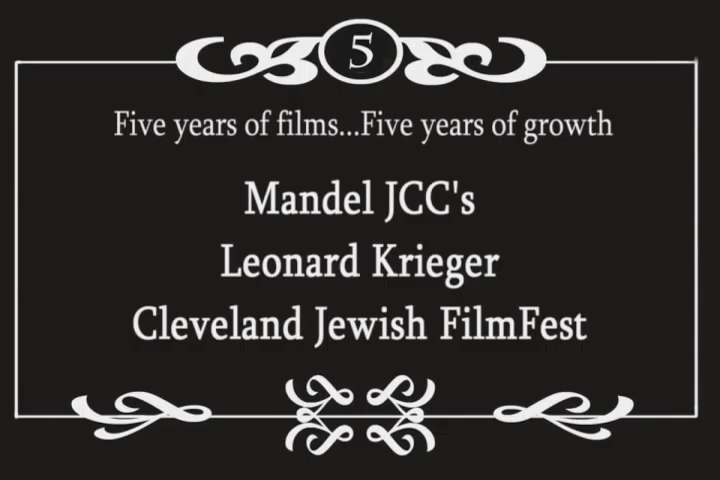 5
Five years of films...Five years of growth
Mandel JCC's
Leonard Krieger
Cleveland Jewish FilmFest